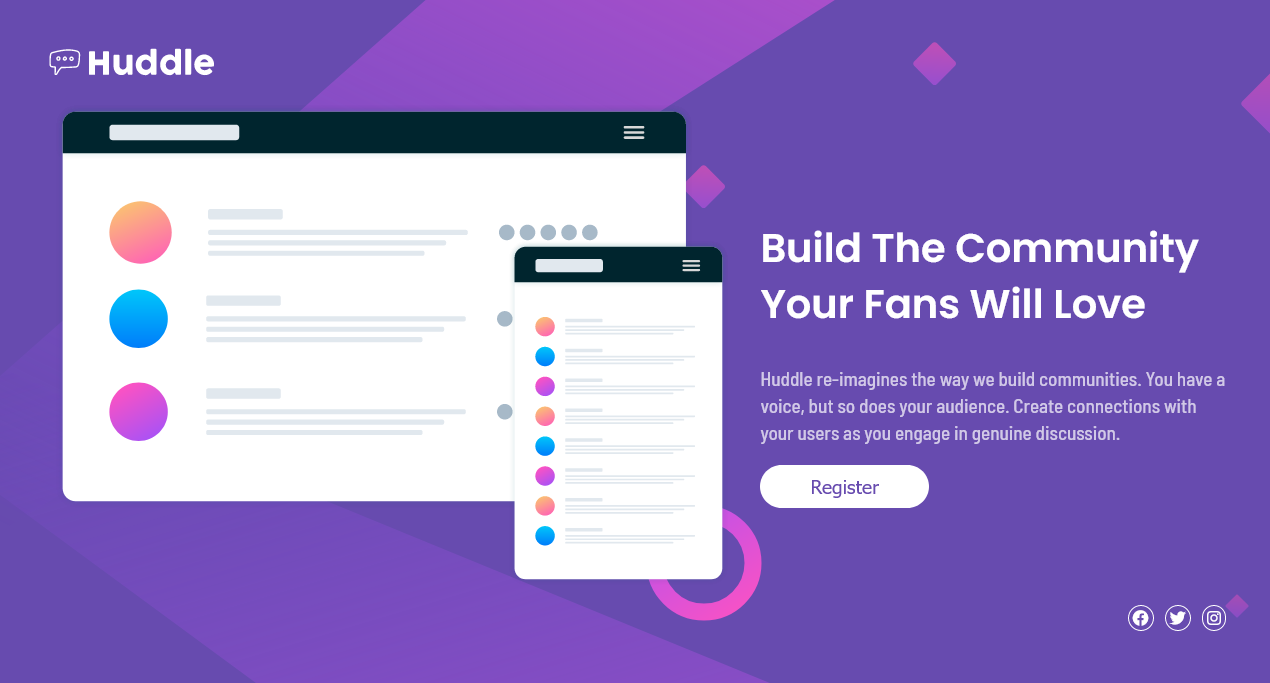 Huddle
Build The Community
Your Fans Will Love
Huddle re-imagines the way we build communities. You have a
voice, but so does your audience. Create connections with
your users as you engage in genuine discussion.
Register